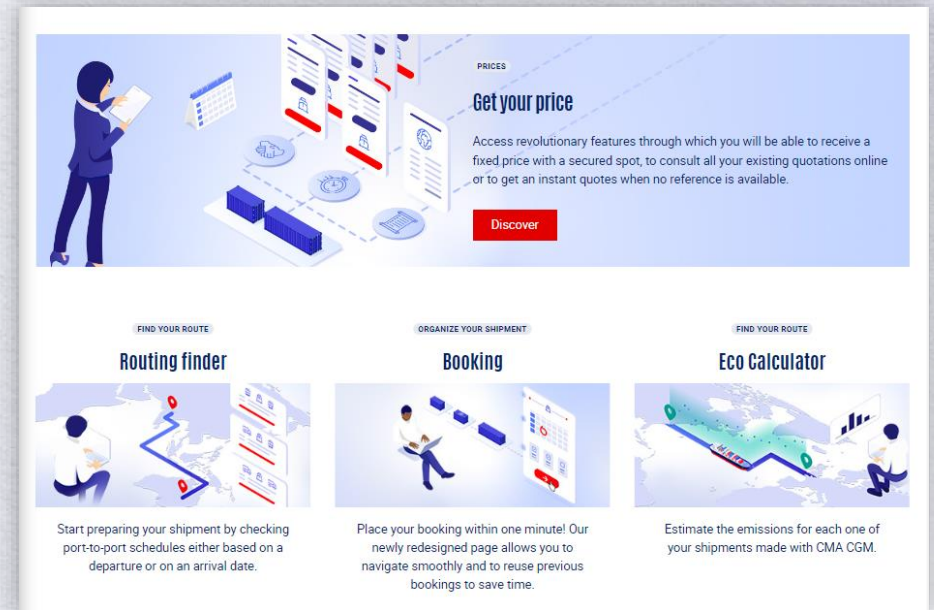 PRICES
Get your price
Access revolutionary features through which you will be able to receive a
fixed price with a secured spot, to consult all your existing quotations online
or to get an instant quotes when no reference is available.
Discover
FIND YOUR ROUTE
Routing finder
Start preparing your shipment by checking
port-to-port schedules either based on a
departure or on an arrival date.
ORGANIZE YOUR SHIPMENT
Booking
Place your booking within one minute! Our
newly redesigned page allows you to
navigate smoothly and to reuse previous
bookings to save time.
FIND YOUR ROUTE
Eco Calculator
Estimate the emissions for each one of
your shipments made with CMA CGM.